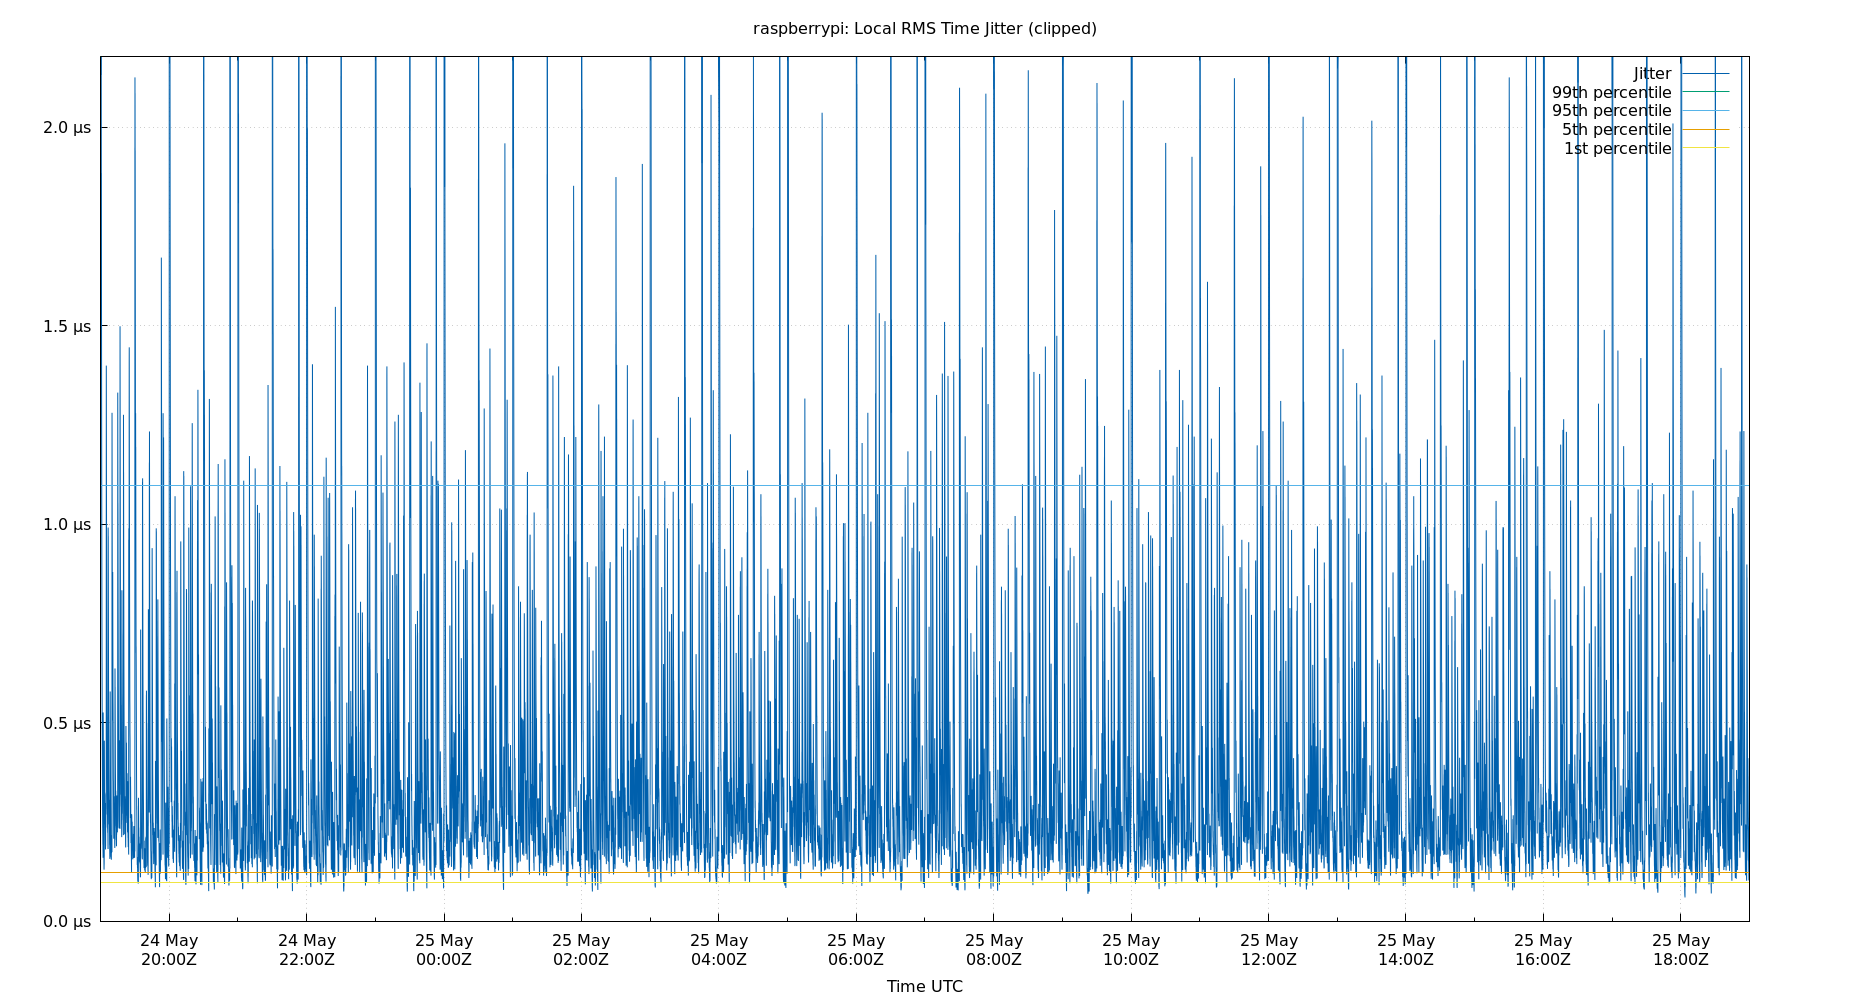 raspberrypi: Local RMS Time Jitter (clipped)
Jitter
99th percentile
95th percentile
5th percentile
1st percentile
2.0 µs
1.5 µs
1.0 µs
0.5 µs
0.0 µs
24 May 24 May 25 May 25 May 25 May 25 May 25 May 25 May 25 May 25 May 25 May 25 May
20:00Z 22:00Z 00:00Z 02:00Z 04:00Z 06:00Z 08:00Z 10:00Z 12:00Z 14:00Z 16:00Z 18:00Z
Time UTC